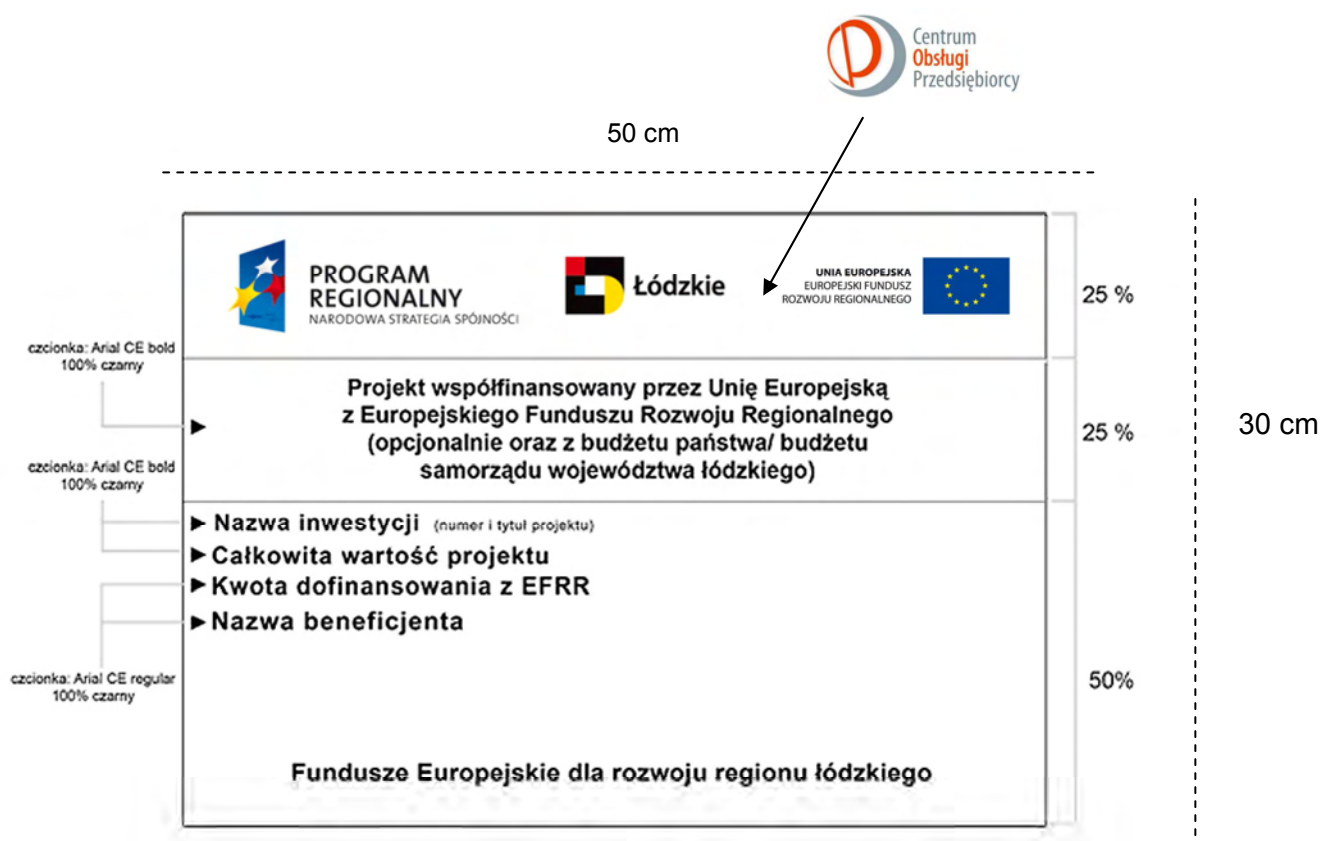 Centrum
Obsługi
Przedsiębiorcy
50 cm
PROGRAM
REGIONALNY
NARODOWA STRATEGIA SPÓJNOŚCI
Łódzkie
UNIA EUROPEJSKA
EUROPEJSKI FUNDUSZ
ROZWOJU REGIONALNEGO
25 %
czcionka: Arial CE bold
100% czarny
Projekt współfinansowany przez Unię Europejską
z Europejskiego Funduszu Rozwoju Regionalnego
(opcjonalnie oraz z budżetu państwa/ budżetu
samorządu województwa łódzkiego)
25 %
30 cm
czcionka: Arial CE bold
100% czarny
Nazwa inwestycji (numer i tytuł projektu)
Całkowita wartość projektu
Kwota dofinansowania z EFRR
Nazwa beneficjenta
czcionka: Arial CE regular
100% czarny
50%
Fundusze Europejskie dla rozwoju regionu łódzkiego